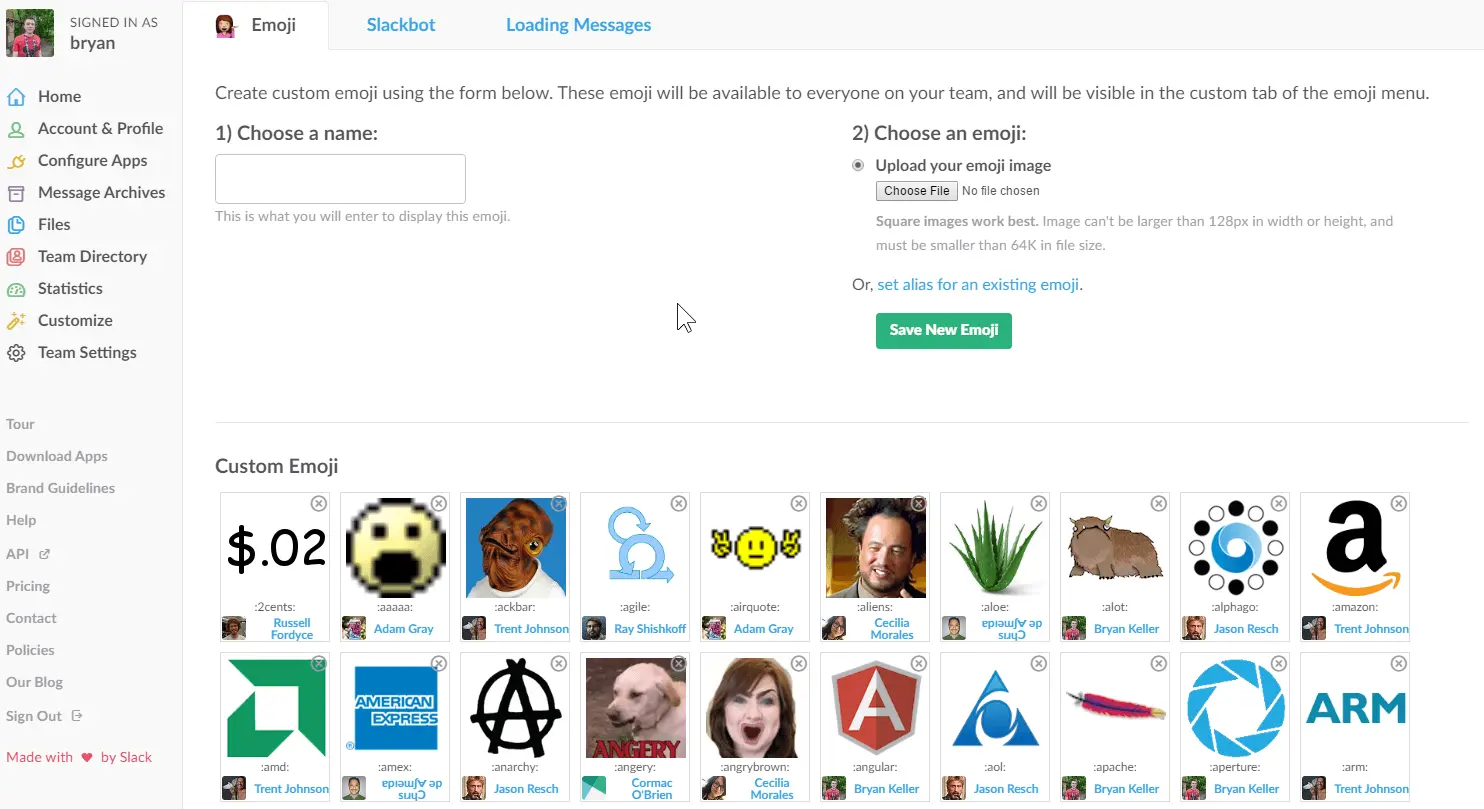 SIGNED IN AS
bryan
Home
Account & Profile
Configure Apps
Message Archives
Files
Team Directory
Statistics
Customize
Team Settings
Tour
Download Apps
Brand Guidelines
Help
API
Pricing
Contact
Policies
Our Blog
Sign Out
Made with ♥ by Slack
Emoji
Slackbot
Loading Messages
Create custom emoji using the form below. These emoji will be available to everyone on your team, and will be visible in the custom tab of the emoji menu.
1) Choose a name:
This is what you will enter to display this emoji.
2) Choose an emoji:
Upload your emoji image
Choose File No file chosen
Square images work best. Image can't be larger than 128px in width or height, and
must be smaller than 64K in file size.
Or, set alias for an existing emoji.
Save New Emoji
Custom Emoji
$.02
:2cents:
Russell
Fordyce
:aaaaa:
Adam Gray
:ackbar:
Trent Johnson
:agile:
Ray Shishkoff
:airquote:
Adam Gray
:aliens:
Cecilia
Morales
:aloe:
:alot:
Bryan Keller
:alphago:
Jason Resch
a
:amazon:
Trent Johnson
:amd:
Trent Johnson
AMERICAN
EXPRESS
®
:amex:
:anarchy:
Jason Resch
ANGERY
:angery:
Cormac
O'Brien
:angrybrown:
Cecilia
Morales
A
:angular:
Bryan Keller
:aol:
Jason Resch
:apache:
Bryan Keller
:aperture:
Bryan Keller
ARM
:arm:
Trent Johnson